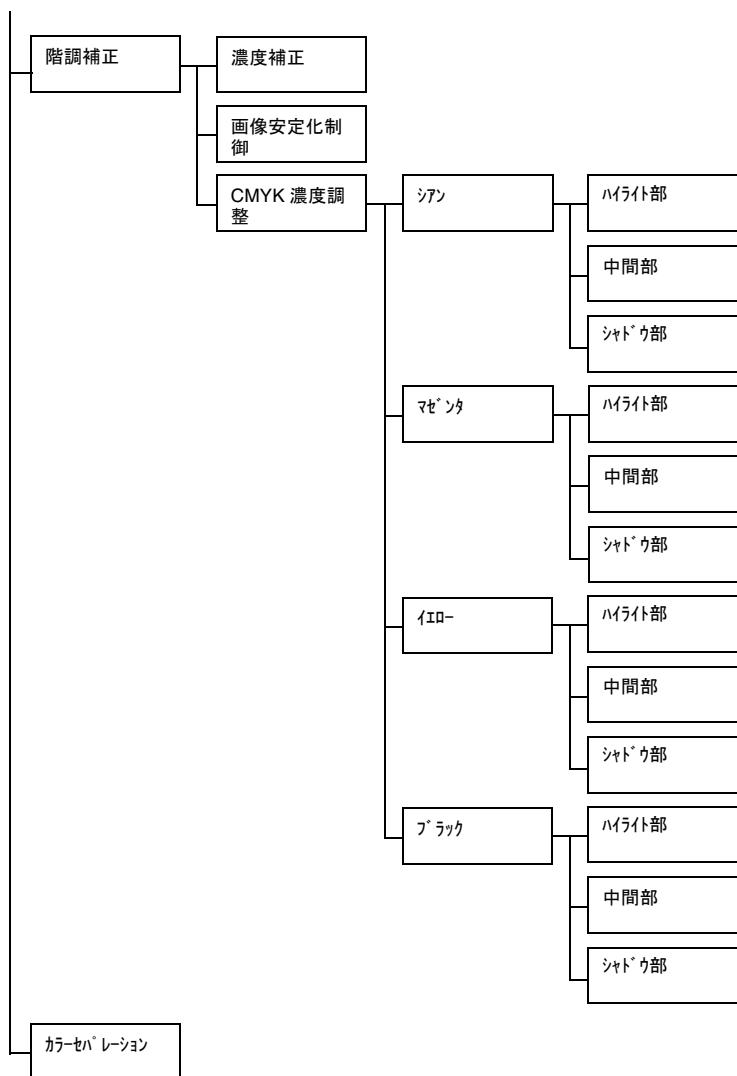 階調補正
濃度補正
画像安定化制
御
CMYK 濃度調
整
ｼｱﾝ
ﾊｲﾗｲﾄ部
中間部
ｼｬﾄﾞｳ部
ﾏｾﾞﾝﾀ
ﾊｲﾗｲﾄ部
中間部
ｼｬﾄﾞｳ部
ｲｴﾛｰ
ﾊｲﾗｲﾄ部
中間部
ｼｬﾄﾞｳ部
ﾌﾞﾗｯｸ
ﾊｲﾗｲﾄ部
中間部
ｼｬﾄﾞｳ部
ｶﾗｰｾﾊﾟﾚｰｼｮﾝ